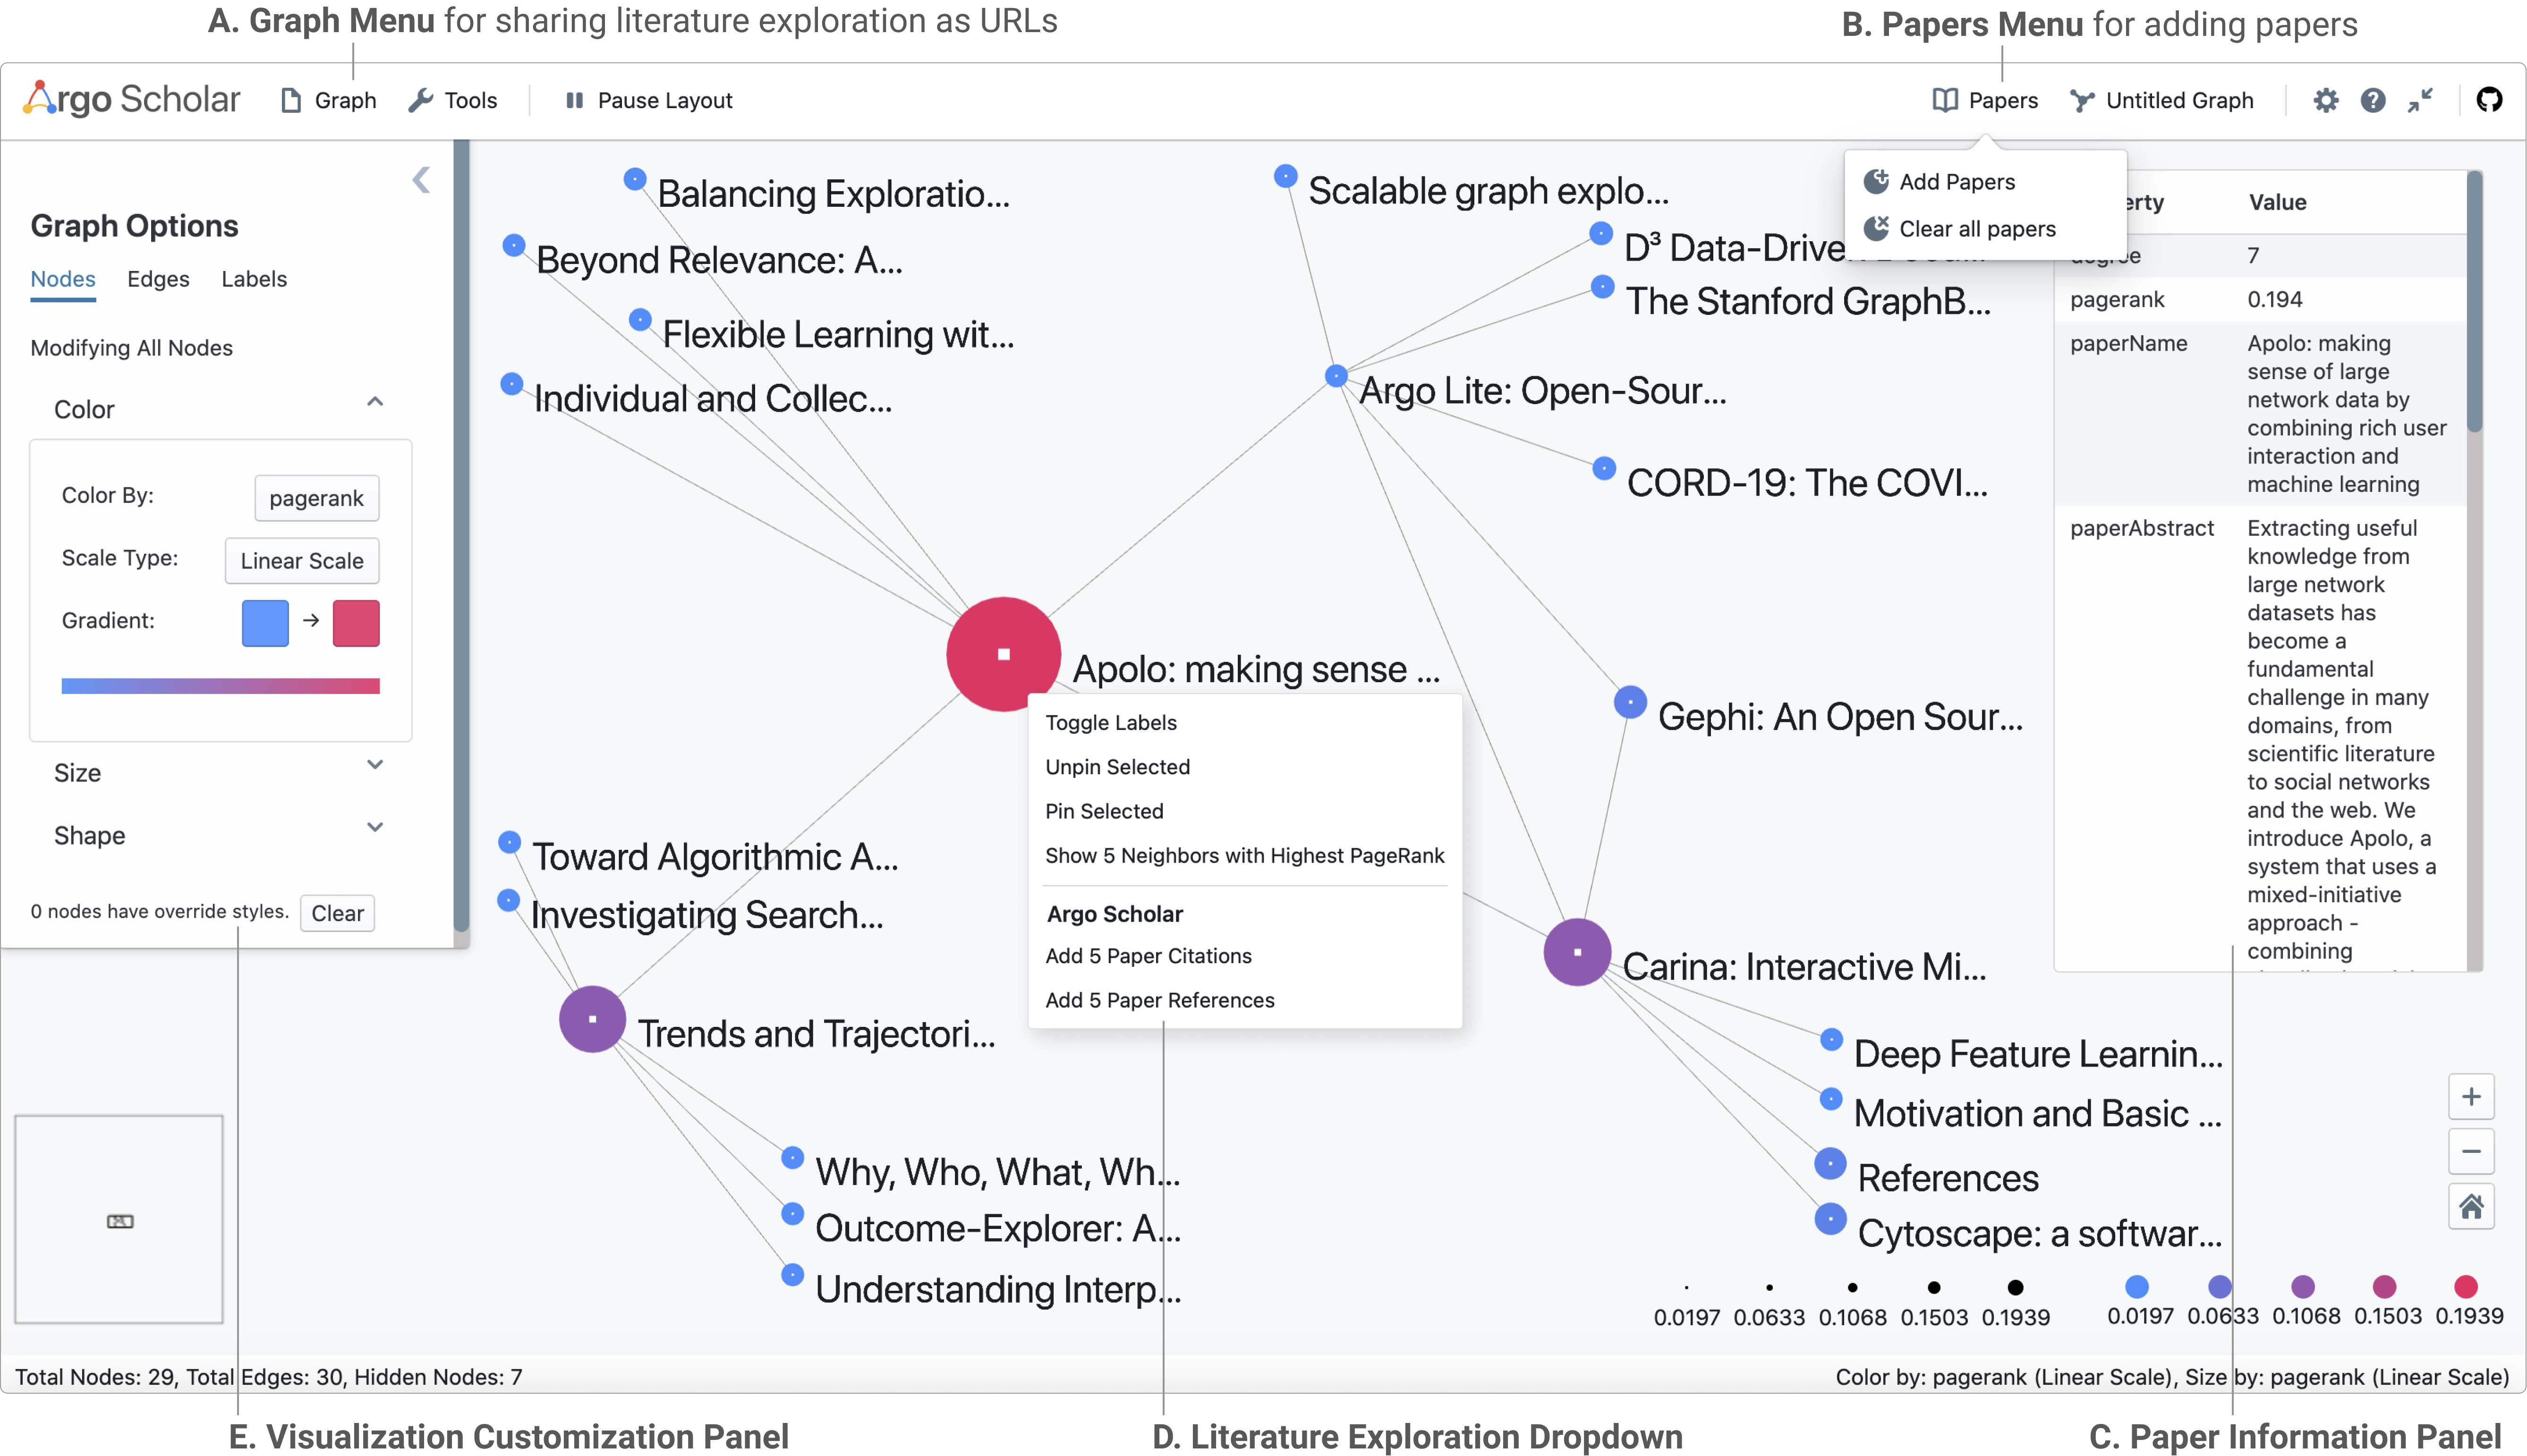 A. Graph Menu for sharing literature exploration as URLs
B. Papers Menu for adding papers
Argo Scholar
Graph
Tools
Pause Layout
Papers
Untitled Graph
Add Papers
Clear all papers
Graph Options
Nodes Edges Labels
Modifying All Nodes
Color
Color By: pagerank
Scale Type: Linear Scale
Gradient:
Size
Shape
0 nodes have override styles. Clear
Balancing Exploratio...
Beyond Relevance: A...
Flexible Learning wit...
Individual and Collec...
Scalable graph explo...
D³ Data-Drive
The Stanford GraphB...
Argo Lite: Open-Sour...
CORD-19: The COVI...
Apolo: making sense ...
Gephi: An Open Sour...
Toggle Labels
Unpin Selected
Pin Selected
Show 5 Neighbors with Highest PageRank
Argo Scholar
Add 5 Paper Citations
Add 5 Paper References
Toward Algorithmic A...
Investigating Search...
Trends and Trajectori...
Why, Who, What, Wh...
Outcome-Explorer: A...
Understanding Interp...
Carina: Interactive Mi...
Deep Feature Learnin...
Motivation and Basic ...
References
Cytoscape: a softwar...
erty Value
degree 7
pagerank 0.194
paperName Apolo: making
sense of large
network data by
combining rich user
interaction and
machine learning
paperAbstract Extracting useful
knowledge from
large network
datasets has
become a
fundamental
challenge in many
domains, from
scientific literature
to social networks
and the web. We
introduce Apolo, a
system that uses a
mixed-initiative
approach -
combining
0.0197 0.0633 0.1068 0.1503 0.1939
0.0197 0.0633 0.1068 0.1503 0.1939
Total Nodes: 29, Total Edges: 30, Hidden Nodes: 7
Color by: pagerank (Linear Scale), Size by: pagerank (Linear Scale)
E. Visualization Customization Panel
D. Literature Exploration Dropdown
C. Paper Information Panel